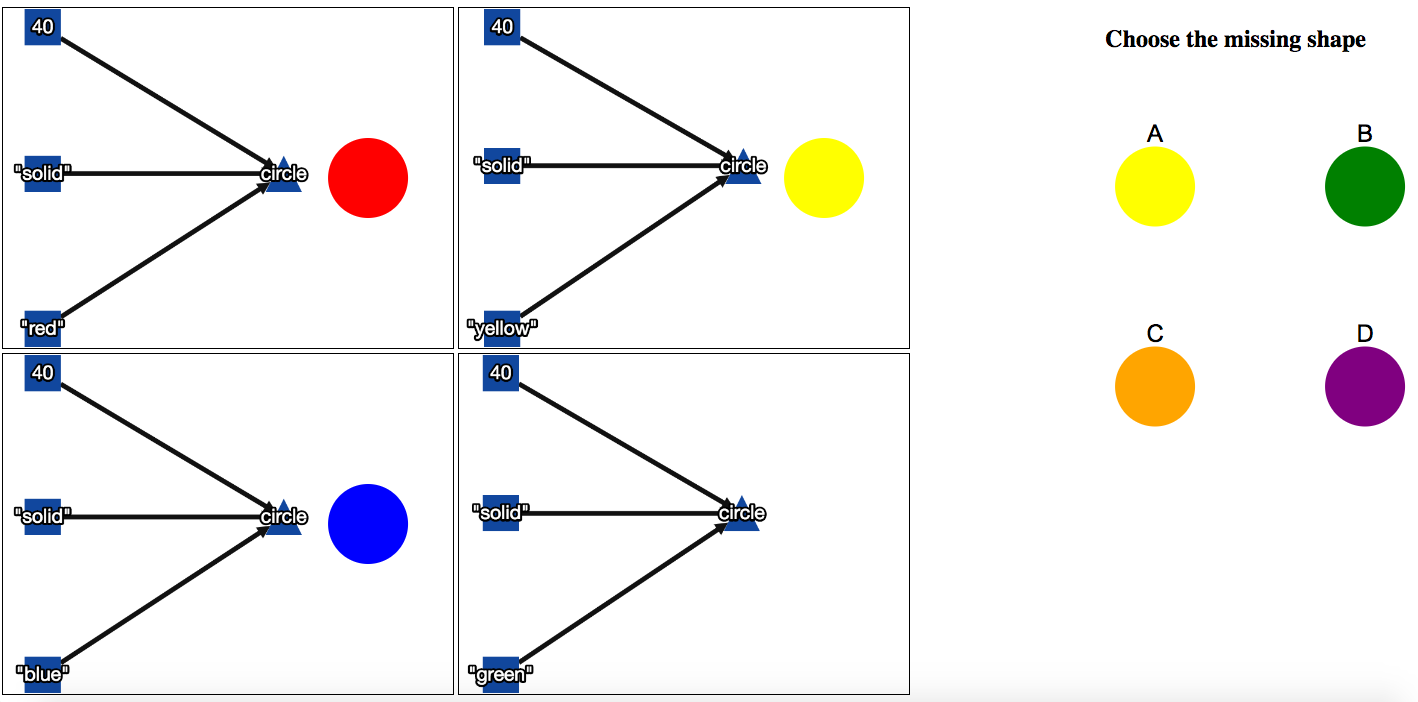 40
"solid"
circle
"red"
40
"solid"
circle
"yellow"
40
"solid"
circle
"blue"
40
"solid"
circle
"green"
Choose the missing shape
A
B
C
D